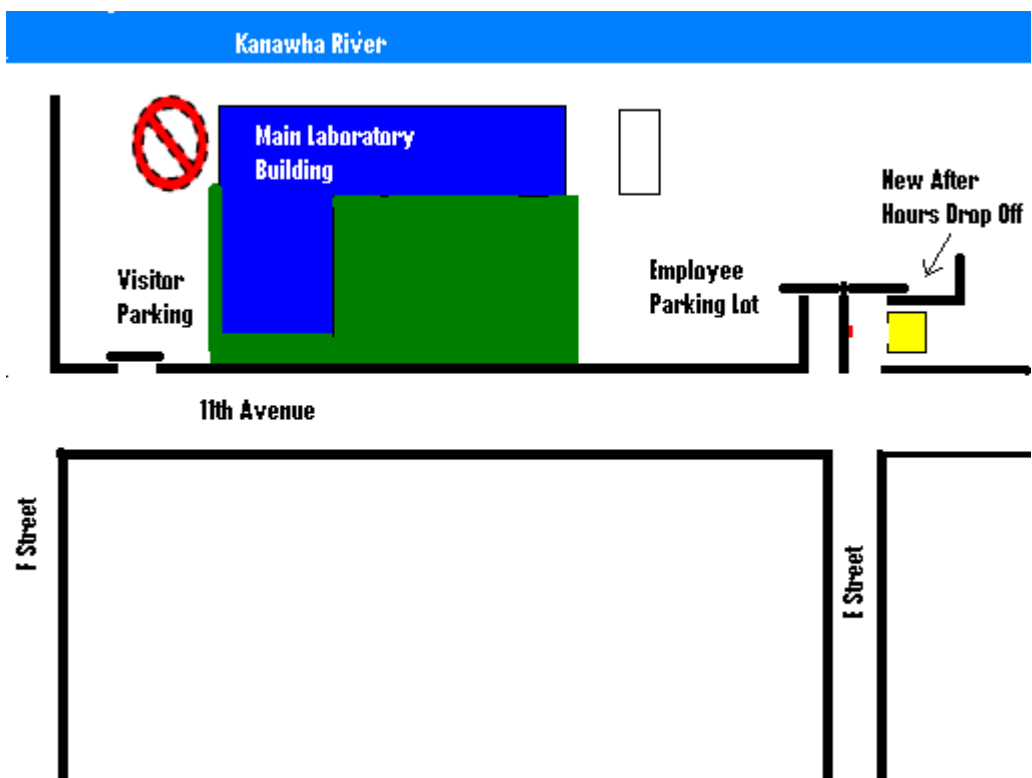 Kanawha River
Main Laboratory
Building
New After
Hours Drop Off
Visitor
Parking
Employee
Parking Lot
11th Avenue
F Street
E Street